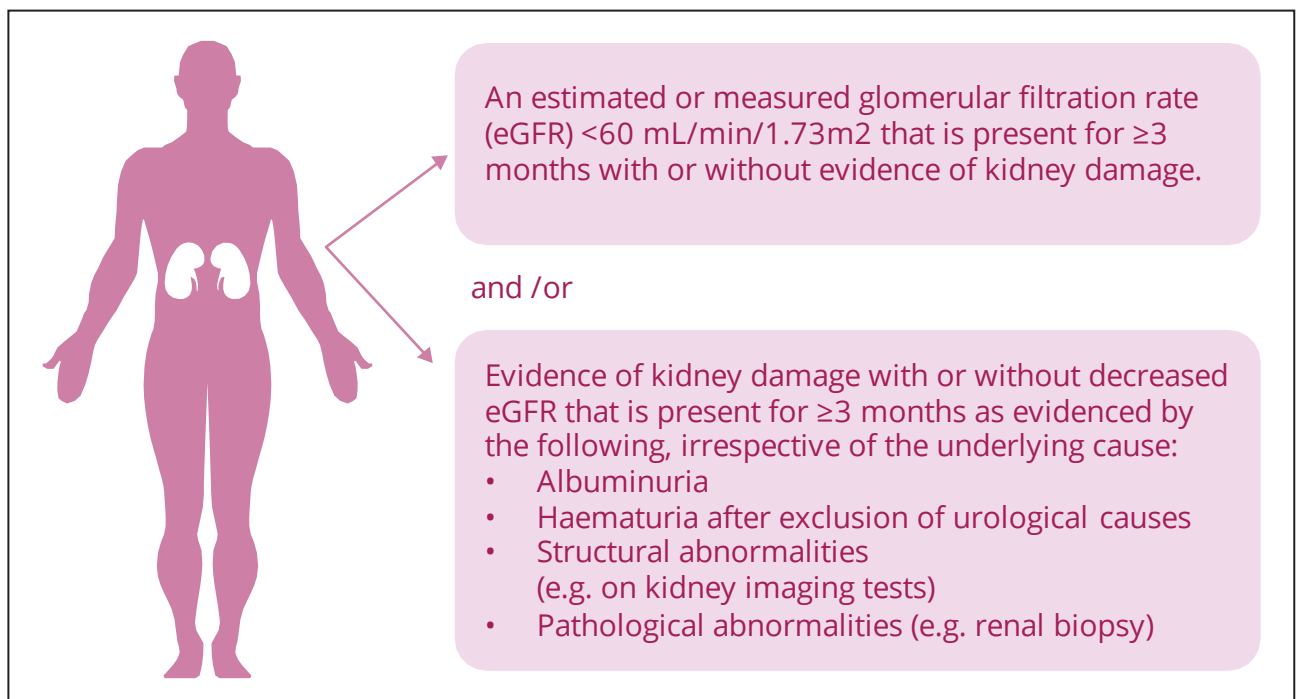 An estimated or measured glomerular filtration rate
(eGFR) <60 mL/min/1.73m2 that is present for ≥3
months with or without evidence of kidney damage.
and /or
Evidence of kidney damage with or without decreased
eGFR that is present for ≥3 months as evidenced by
the following, irrespective of the underlying cause:
• Albuminuria
• Haematuria after exclusion of urological causes
• Structural abnormalities
(e.g. on kidney imaging tests)
• Pathological abnormalities (e.g. renal biopsy)